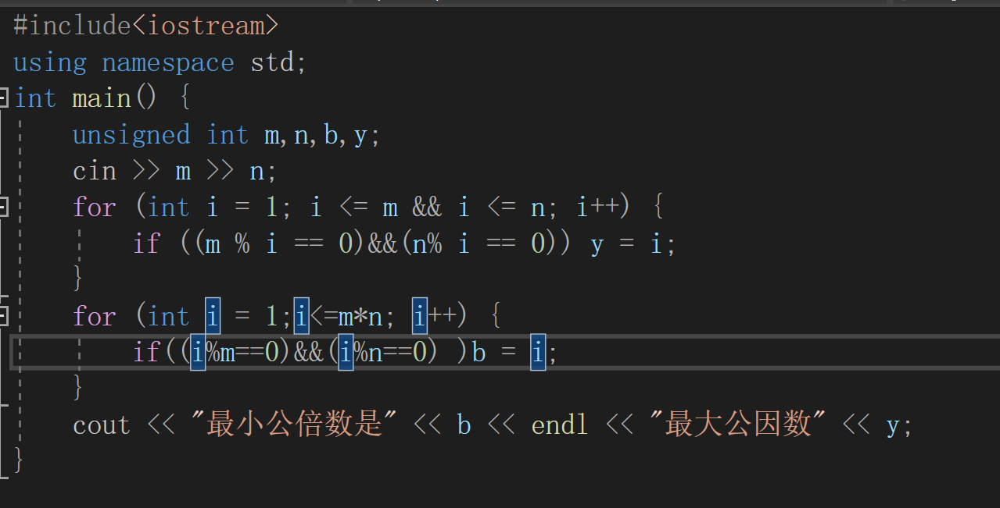 #include<iostream>
using namespace std;
int main() {
unsigned int m,n,b,y;
cin >> m >> n;
for (int i = 1; i <= m && i <= n; i++) {
if ((m % i == 0)&&(n% i == 0)) y = i;
}
for (int i = 1;i<=m*n; i++) {
if((i%m==0)&&(i%n==0) )b = i;
}
cout << "最小公倍数是" << b << endl << "最大公因数" << y;
}